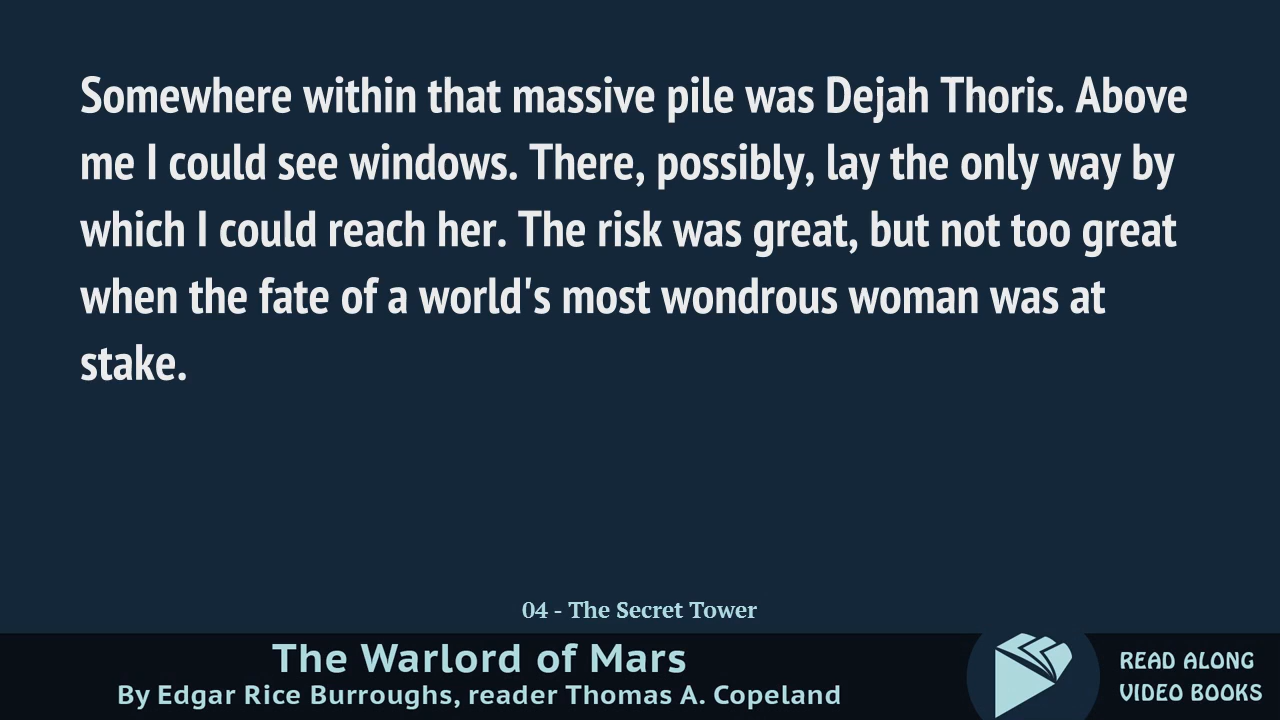 Somewhere within that massive pile was Dejah Thoris. Above
me I could see windows. There, possibly, lay the only way by
which I could reach her. The risk was great, but not too great
when the fate of a world's most wondrous woman was at
stake.
04 - The Secret Tower
The Warlord of Mars
By Edgar Rice Burroughs, reader Thomas A. Copeland
READ ALONG
VIDEO BOOKS